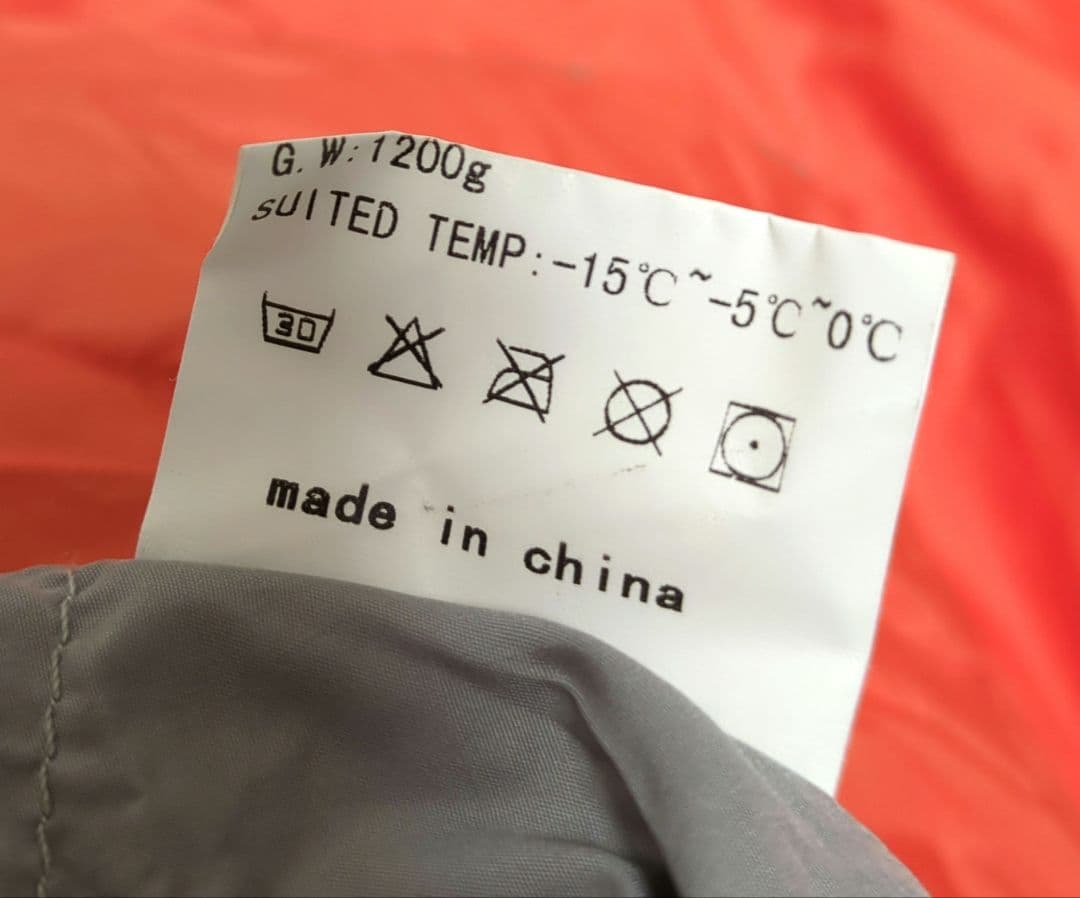 G. W:1200g
SUITED TEMP:-15℃~-5℃~0℃
30
made in china